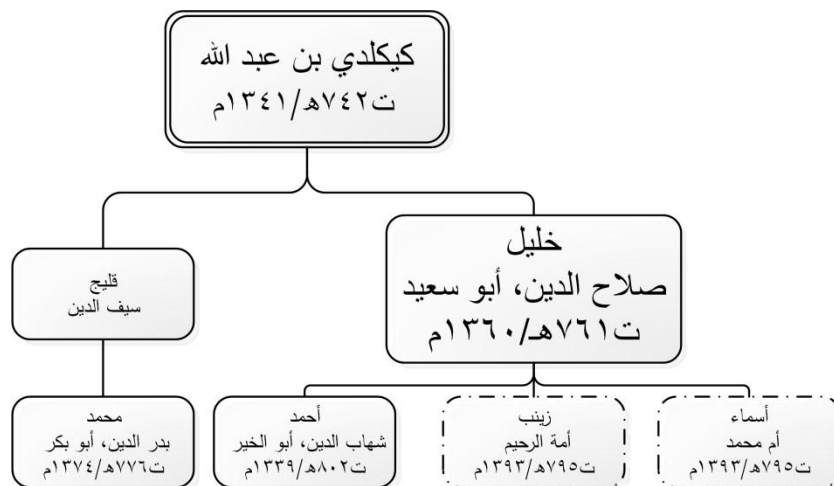 كيكلدي بن عبد الله
ت٧٤٢هـ/١٣٤١م
خليل
صلاح الدين، أبو سعيد
ت٧٦١هـ/١٣٦٠م
قليج
سيف الدين
أسماء
أم محمد
ت٧٩٥هـ/١٣٩٣م
زينب
أمة الرحيم
ت٧٩٥هـ/١٣٩٣م
أحمد
شهاب الدين، أبو الخير
ت٨٠٢هـ/١٣٣٩م
محمد
بدر الدين، أبو بكر
ت٧٧٦هـ/١٣٧٤م